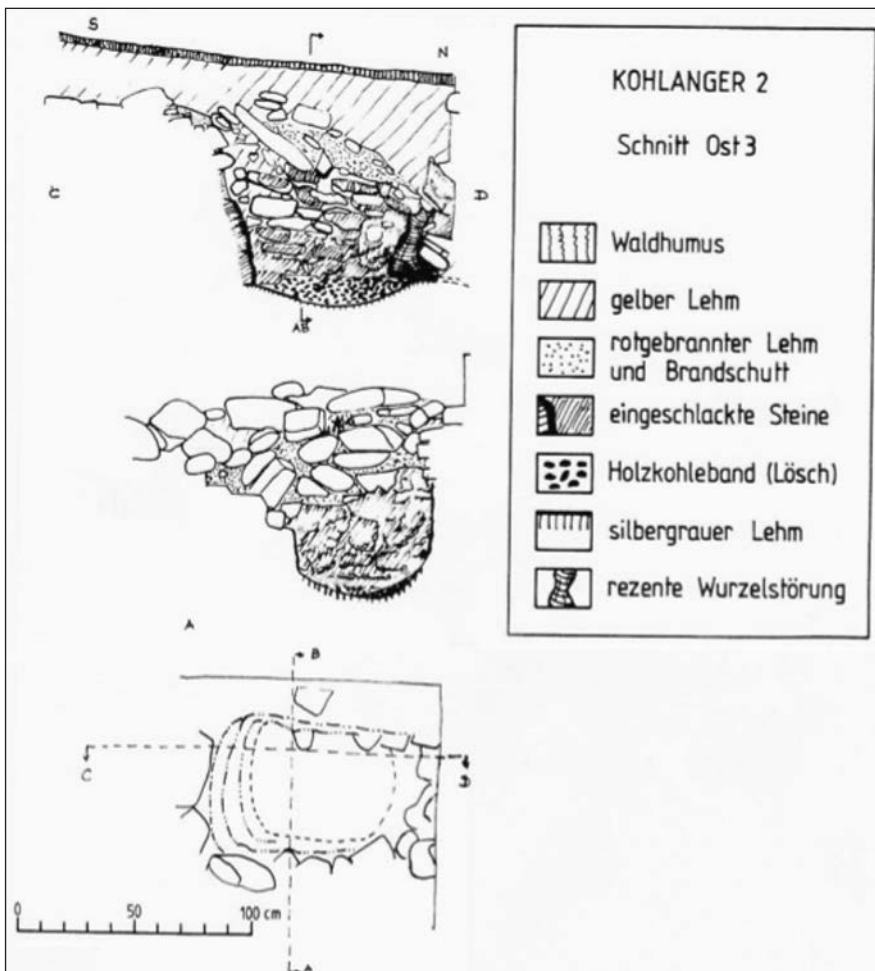 S
N
C
D
AB
A
B
C
D
A
0 50 100 cm
KOHLANGER 2
Schnitt Ost 3
Waldhumus
gelber Lehm
rotgebrannter Lehm
und Brandschutt
eingeschlackte Steine
Holzkohleband (Lösch)
silbergrauer Lehm
rezente Wurzelstörung